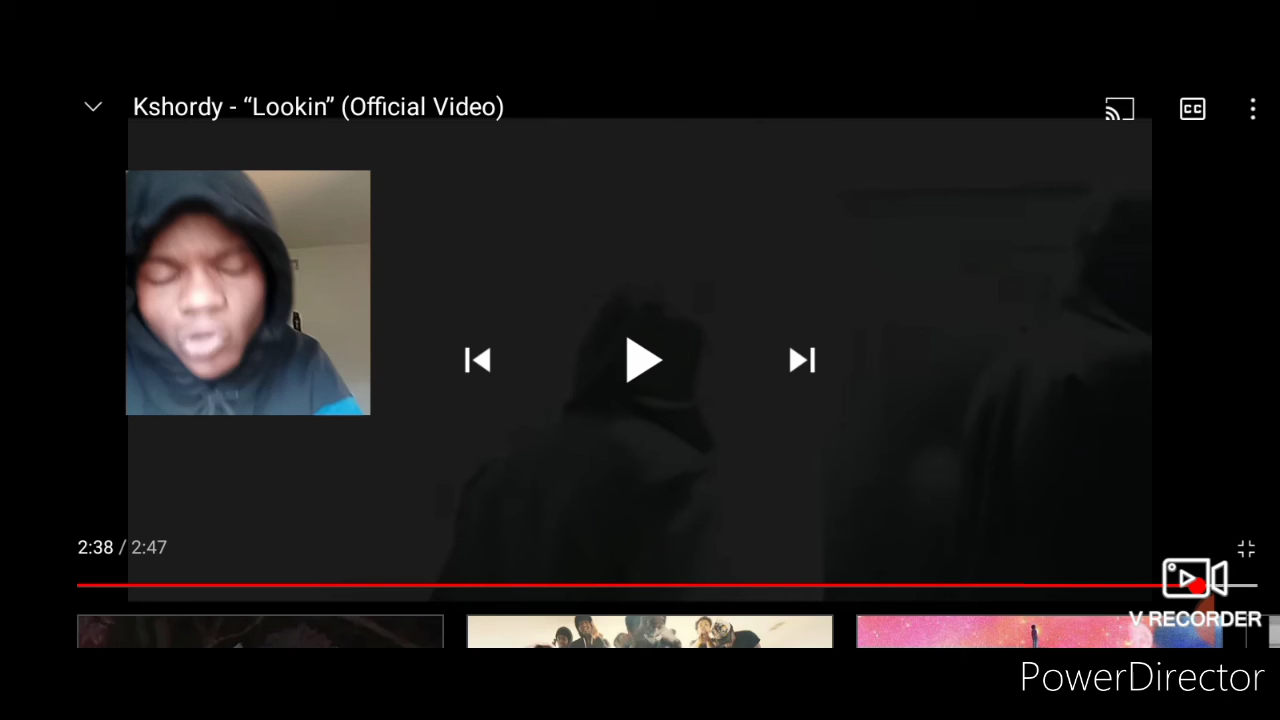 Kshordy - “Lookin” (Official Video)
CC
2:38 / 2:47
V RECORDER
PowerDirector